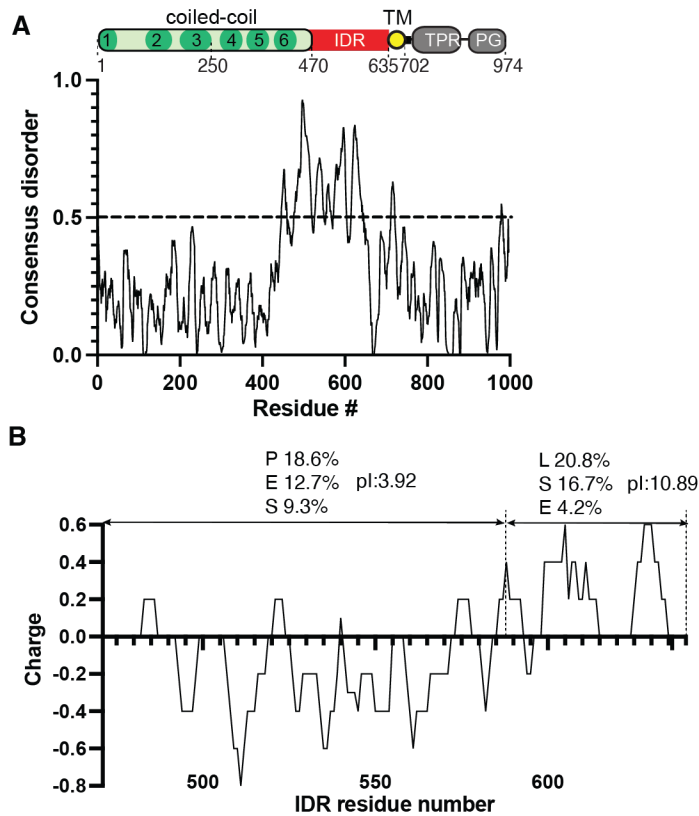 A
coiled-coil
TM
1 2 3 4 5 6 IDR TPR PG
1 250 470 635 702 974
1.0
0.5
0.0
Consensus disorder
0 200 400 600 800 1000
Residue #
B
P 18.6%
E 12.7% pI:3.92
S 9.3%
L 20.8%
S 16.7% pI:10.89
E 4.2%
0.6
0.4
0.2
0.0
-0.2
-0.4
-0.6
-0.8
Charge
500 550 600
IDR residue number